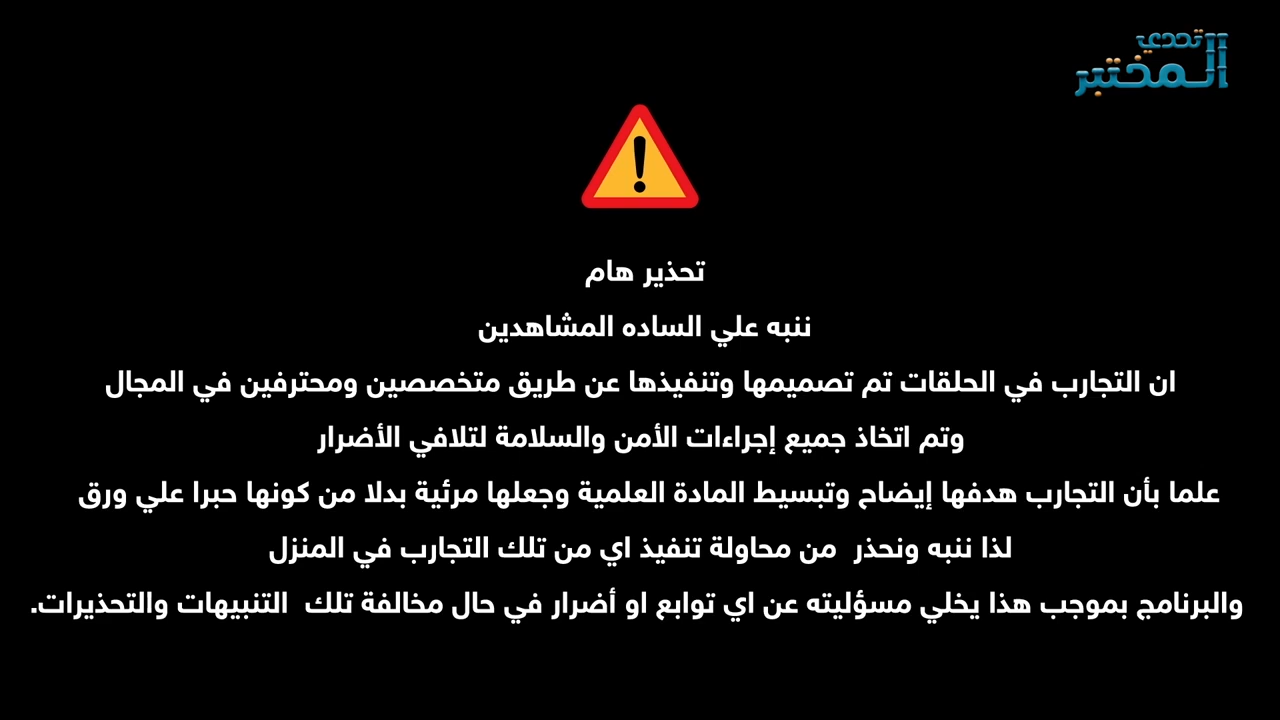 تحدي
المختبر
تحذير هام
ننبه علي الساده المشاهدين
ان التجارب في الحلقات تم تصميمها وتنفيذها عن طريق متخصصين ومحترفين في المجال
وتم اتخاذ جميع إجراءات الأمن والسلامة لتلافي الأضرار
علما بأن التجارب هدفها إيضاح وتبسيط المادة العلمية وجعلها مرئية بدلا من كونها حبرا علي ورق
لذا ننبه ونحذر  من محاولة تنفيذ اي من تلك التجارب في المنزل
والبرنامج بموجب هذا يخلي مسؤليته عن اي توابع او أضرار في حال مخالفة تلك  التنبيهات والتحذيرات.